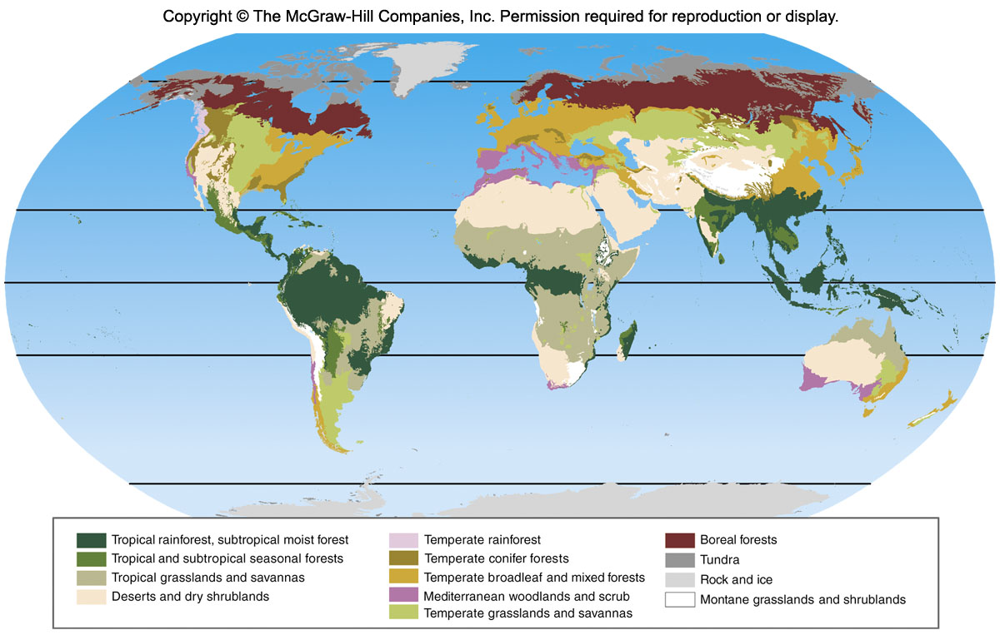 Copyright © The McGraw-Hill Companies, Inc. Permission required for reproduction or display.
Tropical rainforest, subtropical moist forest
Tropical and subtropical seasonal forests
Tropical grasslands and savannas
Deserts and dry shrublands
Temperate rainforest
Temperate conifer forests
Temperate broadleaf and mixed forests
Mediterranean woodlands and scrub
Temperate grasslands and savannas
Boreal forests
Tundra
Rock and ice
Montane grasslands and shrublands